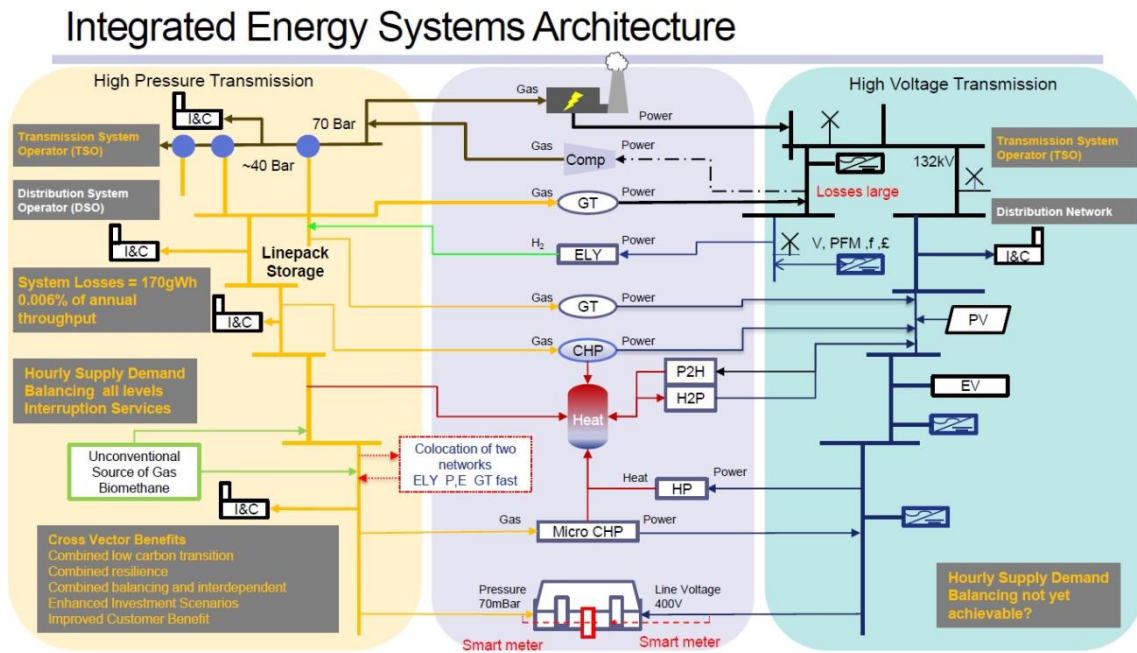 Integrated Energy Systems Architecture
High Pressure Transmission
I&C
70 Bar
Transmission System
Operator (TSO)
~40 Bar
Distribution System
Operator (DSO)
I&C
Linepack
Storage
System Losses = 170gWh
0.006% of annual
throughput
I&C
Hourly Supply Demand
Balancing all levels
Interruption Services
Unconventional
Source of Gas
Biomethane
Colocation of two
networks
ELY P,E GT fast
I&C
Cross Vector Benefits
Combined low carbon transition
Combined resilience
Combined balancing and interdependent
Enhanced Investment Scenarios
Improved Customer Benefit
Gas
Power
Gas
Comp
Power
Gas
GT
Power
H2
ELY
Power
Gas
GT
Power
Gas
CHP
Power
P2H
H2P
Heat
Heat
HP
Power
Gas
Micro CHP
Power
Pressure
70mBar
Line Voltage
400V
Smart meter
Smart meter
High Voltage Transmission
Transmission System
Operator (TSO)
132kV
Losses large
Distribution Network
V, PFM ,f ,£
I&C
PV
EV
Hourly Supply Demand
Balancing not yet
achievable?